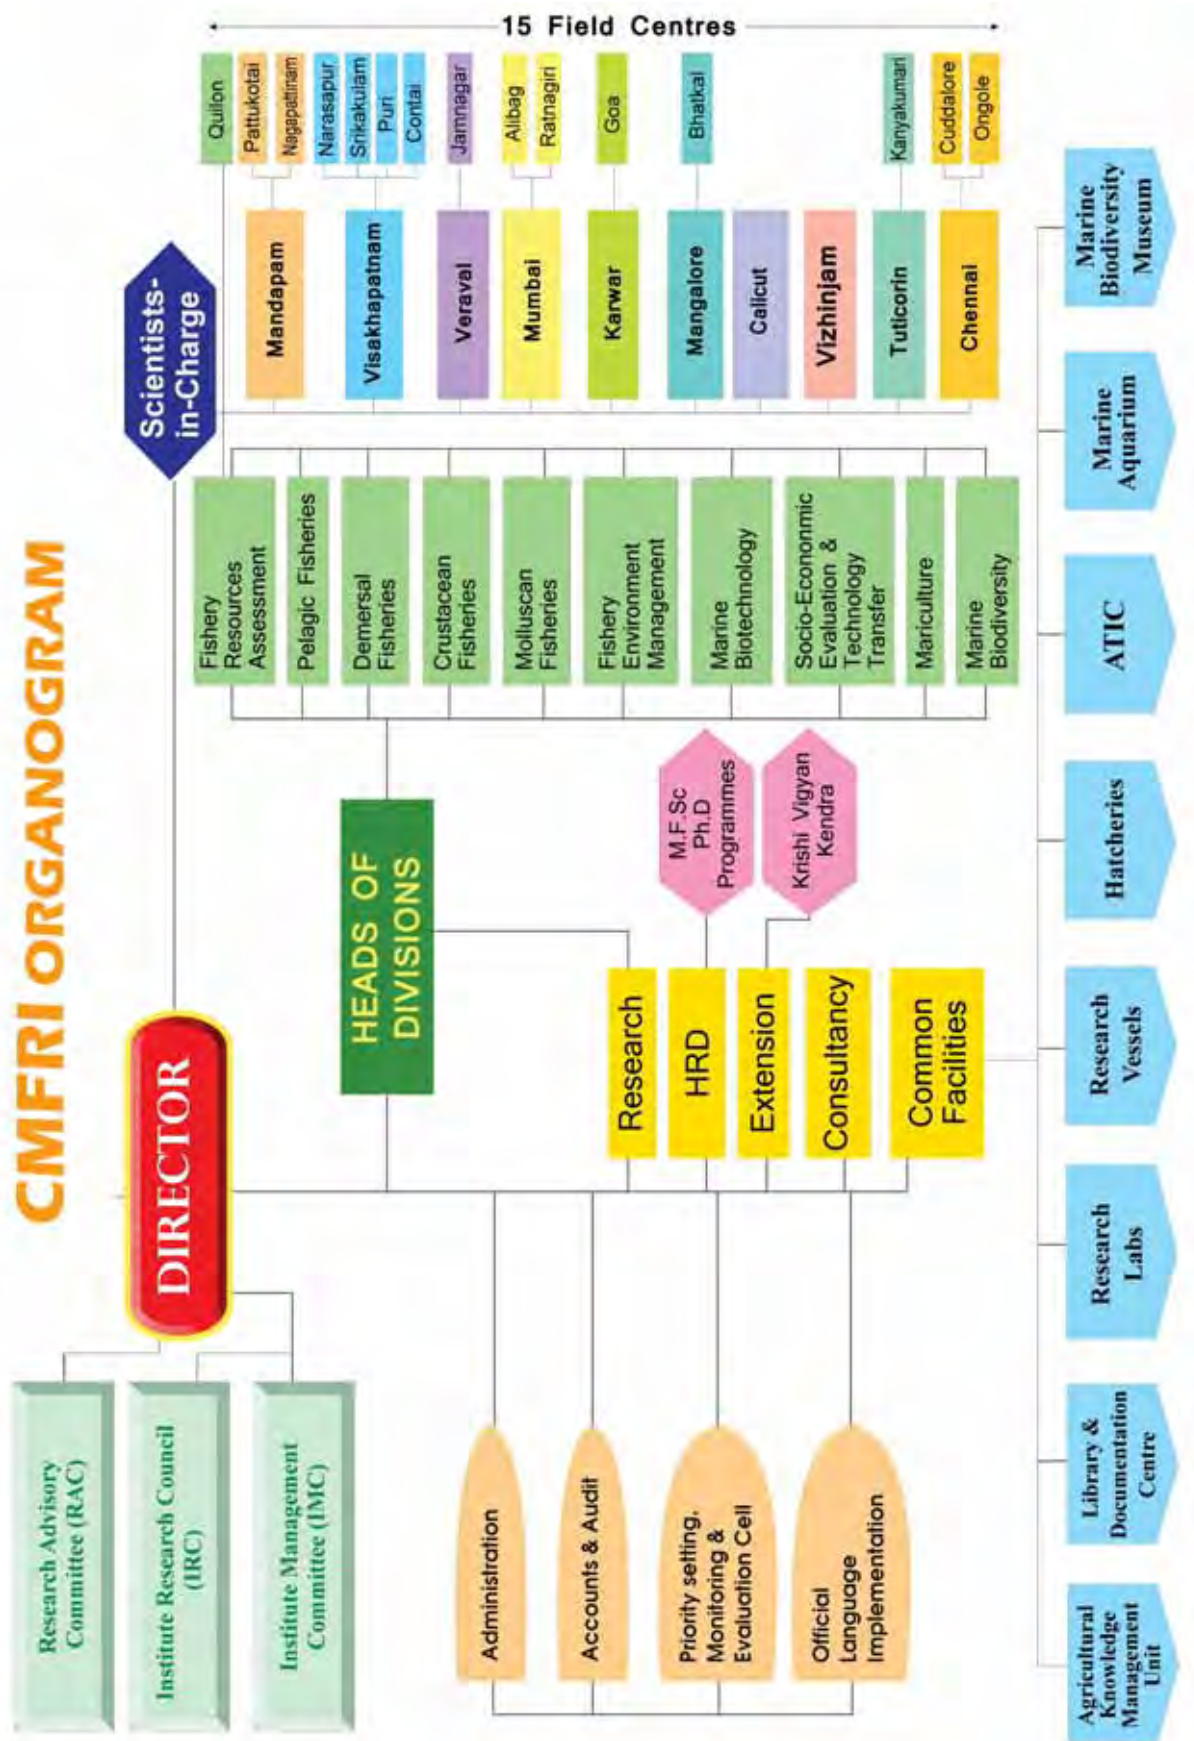 CMFRI ORGANOGRAM
Research Advisory
Committee (RAC)
Institute Research Council
(IRC)
Institute Management
Committee (IMC)
DIRECTOR
Scientists-
in-Charge
HEADS OF
DIVISIONS
Administration
Accounts & Audit
Priority setting,
Monitoring &
Evaluation Cell
Official
Language
Implementation
Research
HRD
Extension
Consultancy
Common
Facilities
M.F.Sc
Ph.D
Programmes
Krishi Vigyan
Kendra
Fishery
Resources
Assessment
Pelagic Fisheries
Demersal
Fisheries
Crustacean
Fisheries
Molluscan
Fisheries
Fishery
Environment
Management
Marine
Biotechnology
Socio-Econonmic
Evaluation &
Technology
Transfer
Mariculture
Marine
Biodiversity
Mandapam
Visakhapatnam
Veraval
Mumbai
Karwar
Mangalore
Calicut
Vizhinjam
Tuticorin
Chennai
Quilon
Pattukotai
Nagapattinam
Narasapur
Srikakulam
Puri
Contai
Jamnagar
Alibag
Ratnagiri
Goa
Bhatkal
Kanyakumari
Cuddalore
Ongole
15 Field Centres
Agricultural
Knowledge
Management
Unit
Library &
Documentation
Centre
Research
Labs
Research
Vessels
Hatcheries
ATIC
Marine
Aquarium
Marine
Biodiversity
Museum